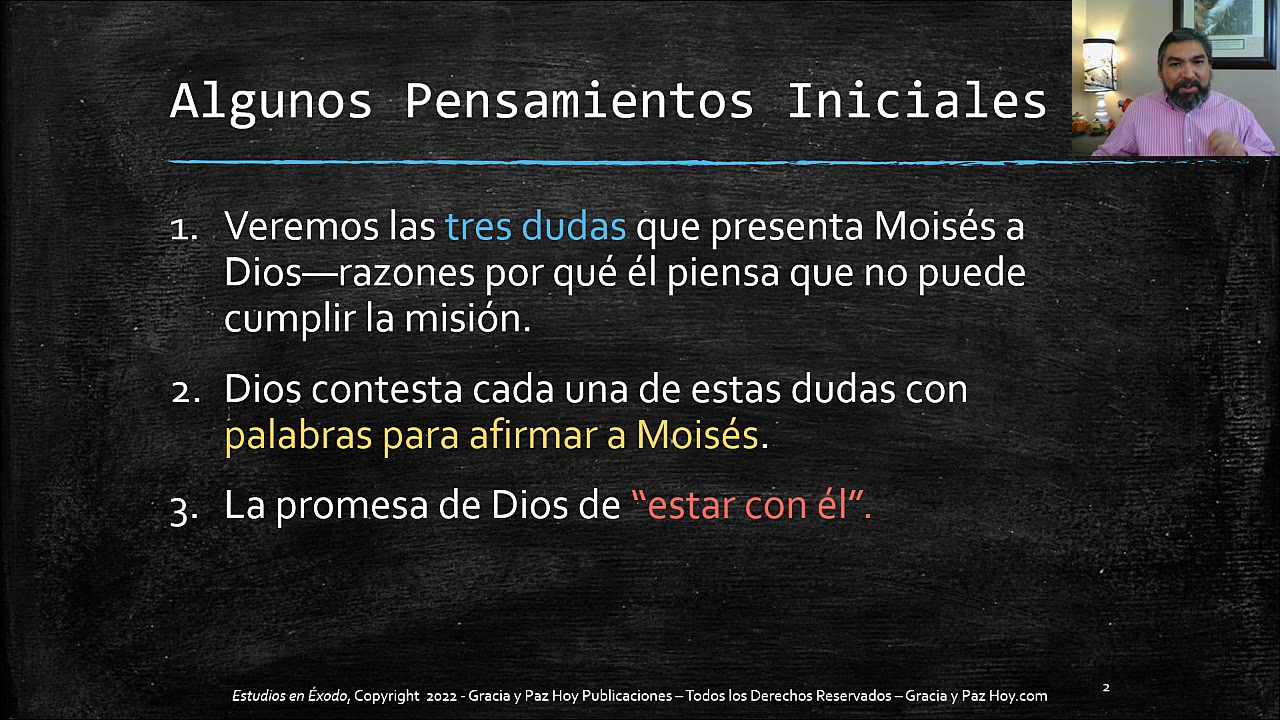 Algunos Pensamientos Iniciales
1. Veremos las tres dudas que presenta Moisés a
Dios—razones por qué él piensa que no puede
cumplir la misión.
2. Dios contesta cada una de estas dudas con
palabras para afirmar a Moisés.
3. La promesa de Dios de “estar con él”.
Estudios en Éxodo, Copyright 2022 - Gracia y Paz Hoy Publicaciones – Todos los Derechos Reservados – Gracia y Paz Hoy.com
2